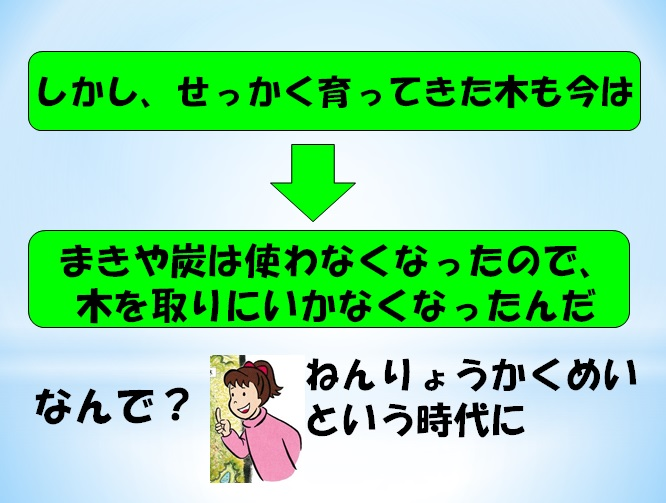 しかし、せっかく育ってきた木も今は
まきや炭は使わなくなったので、
木を取りにいかなくなったんだ
なんで？
ねんりょうかくめい
という時代に